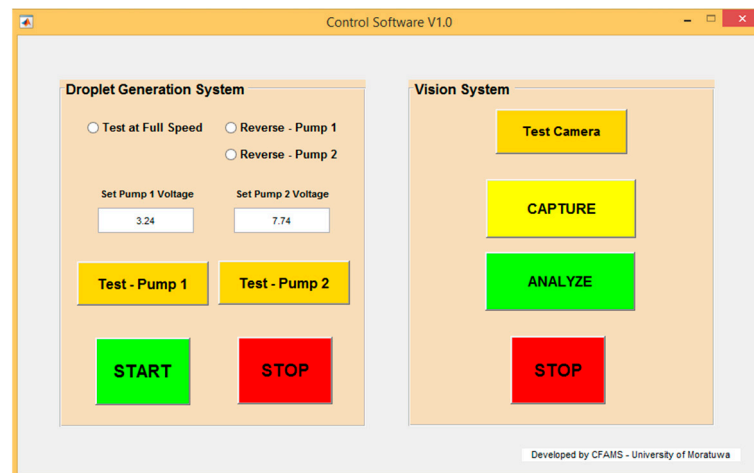 Control Software V1.0
Droplet Generation System
Test at Full Speed
Reverse - Pump 1
Reverse - Pump 2
Set Pump 1 Voltage
Set Pump 2 Voltage
3.24
7.74
Test - Pump 1
Test - Pump 2
START
STOP
Vision System
Test Camera
CAPTURE
ANALYZE
STOP
Developed by CFAMS - University of Moratuwa